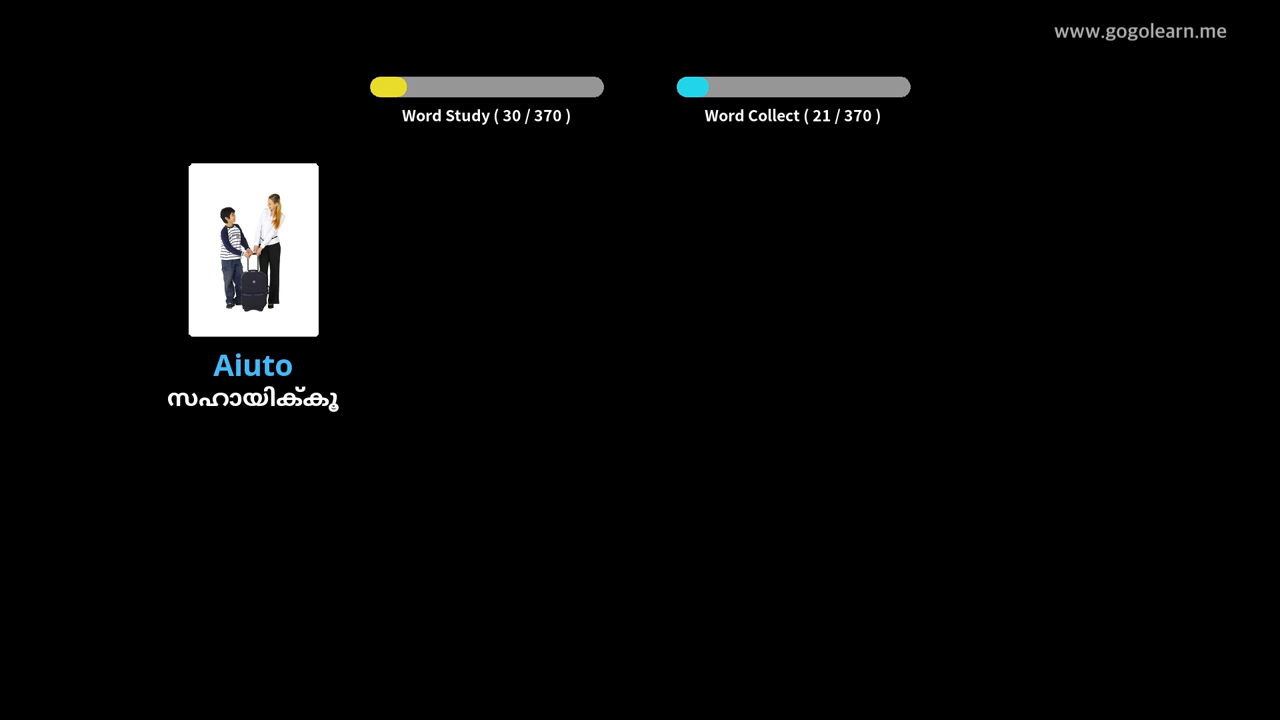 www.gogolearn.me
Word Study ( 30 / 370 )
Word Collect ( 21 / 370 )
Aiuto
സഹായിക്കൂ